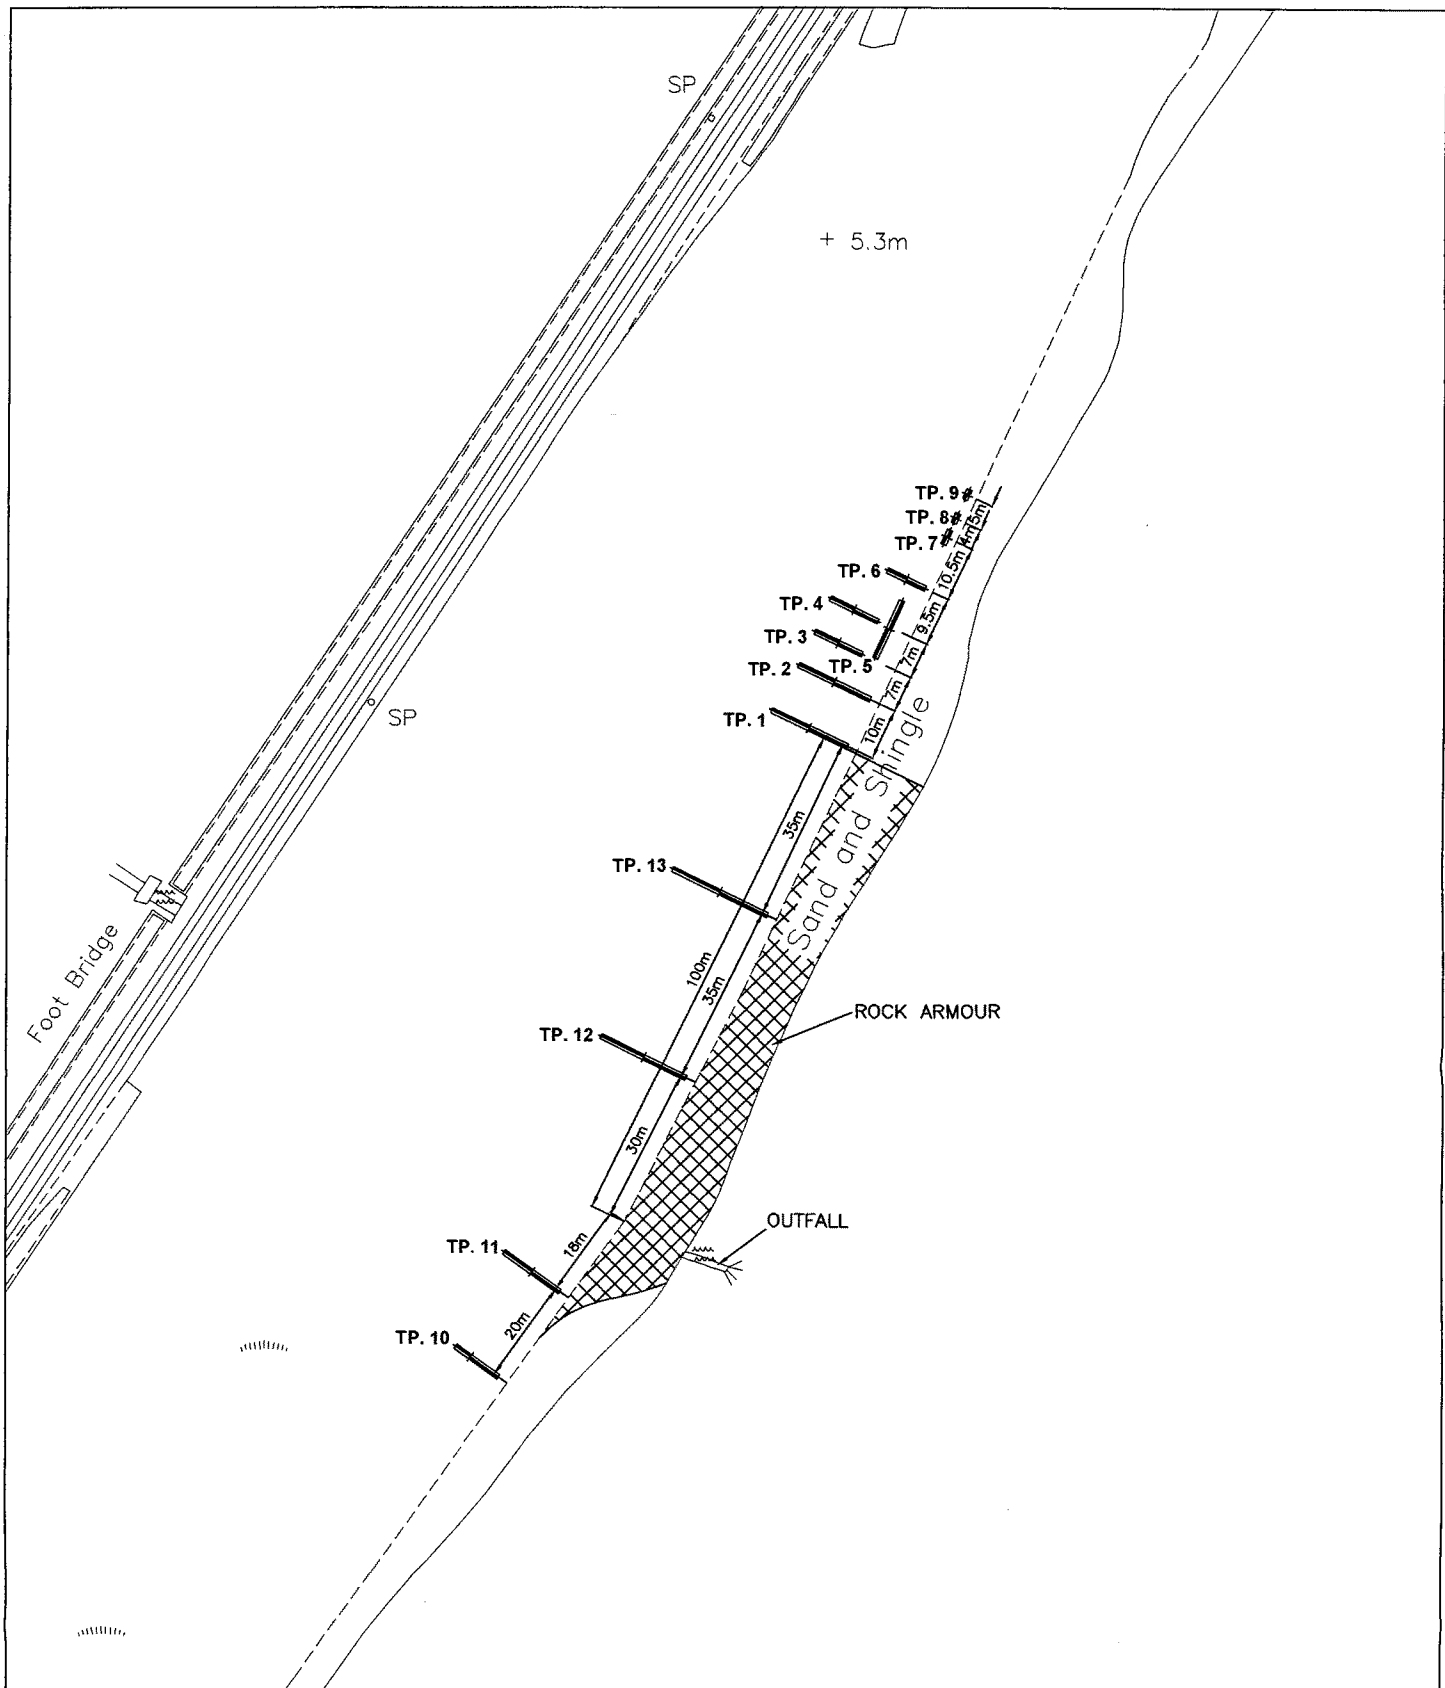 SP
+ 5.3m
TP. 9
5m
TP. 8
4m
TP. 7
10.5m
TP. 6
TP. 4
9.5m
TP. 3
7m
TP. 5
TP. 2
7m
TP. 1
10m
SP
35m
Sand and Shingle
TP. 13
100m
35m
Foot Bridge
ROCK ARMOUR
TP. 12
30m
OUTFALL
TP. 11
18m
TP. 10
20m